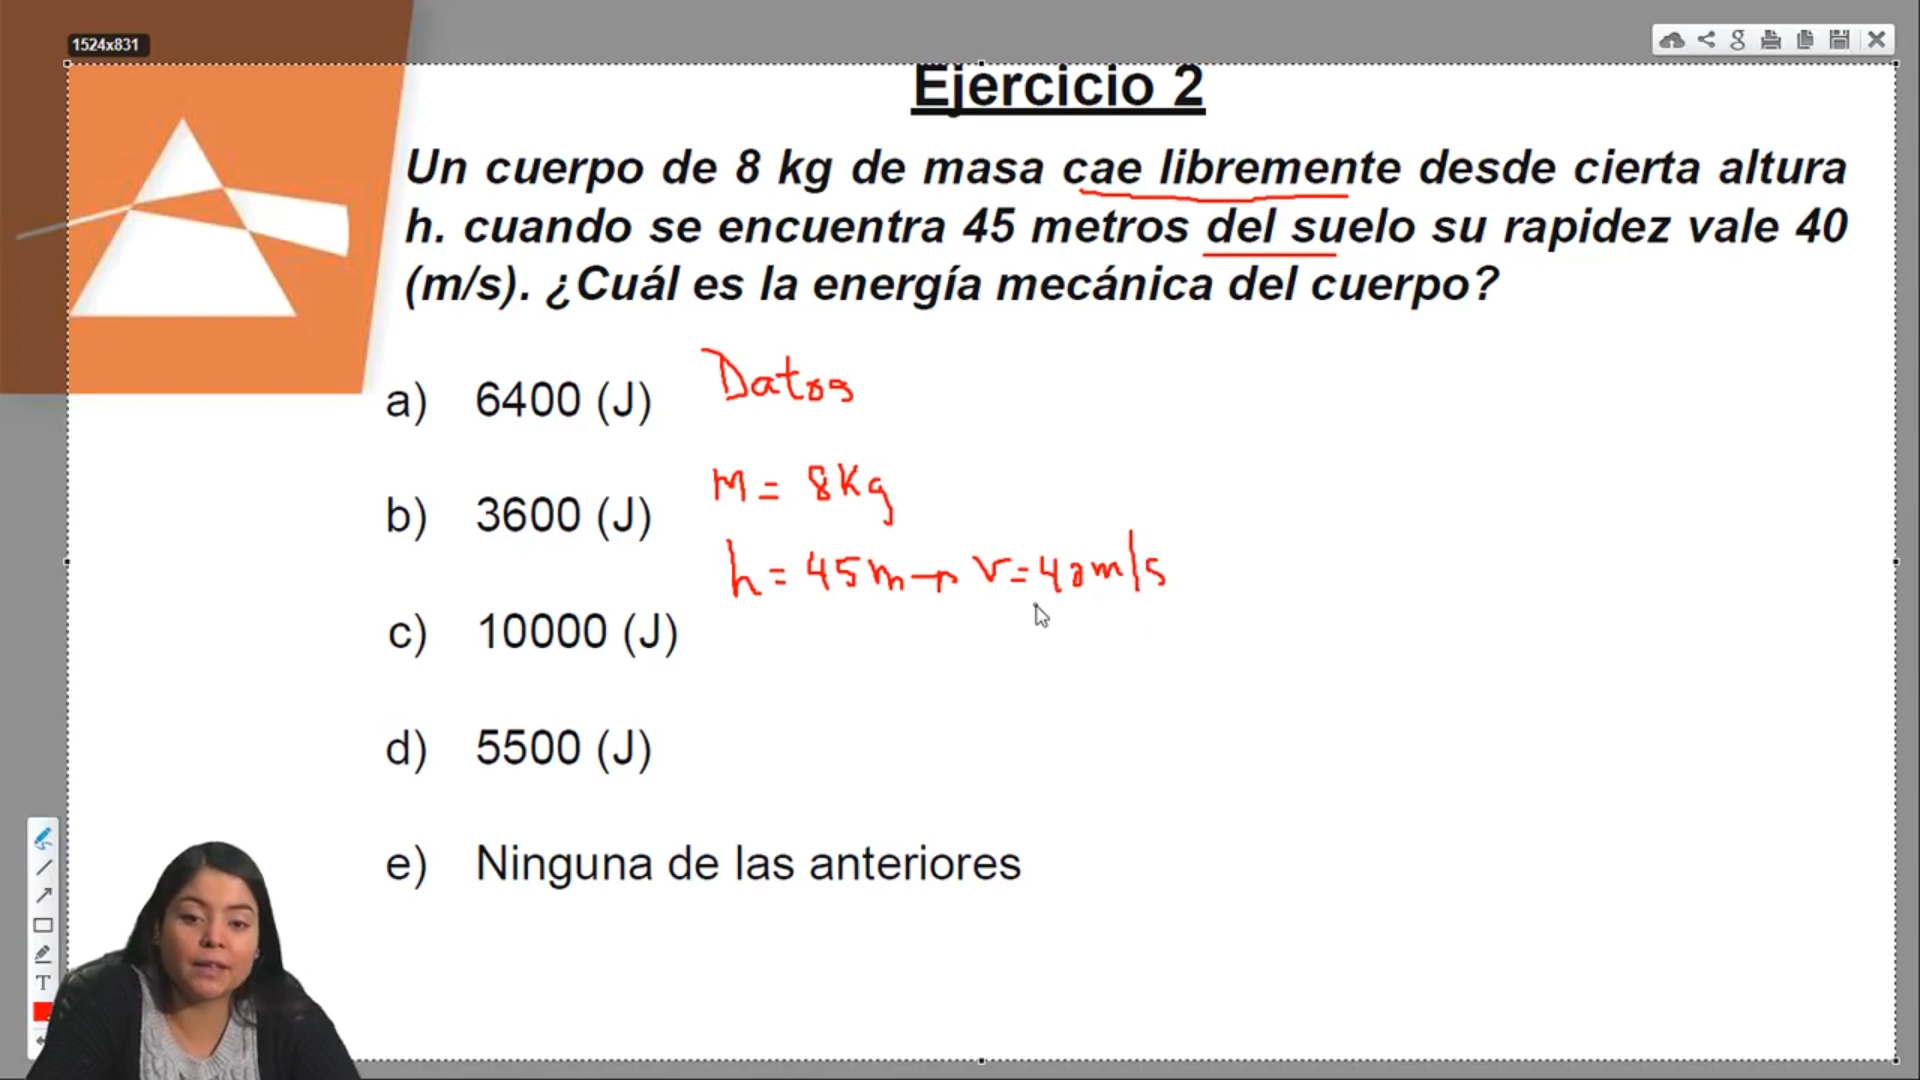 1524x831
Ejercicio 2
Un cuerpo de 8 kg de masa cae libremente desde cierta altura
h. cuando se encuentra 45 metros del suelo su rapidez vale 40
(m/s). ¿Cuál es la energía mecánica del cuerpo?
a) 6400 (J)
Datos
b) 3600 (J)
M = 8Kg
h = 45m → v = 40m/s
c) 10000 (J)
d) 5500 (J)
e) Ninguna de las anteriores
T